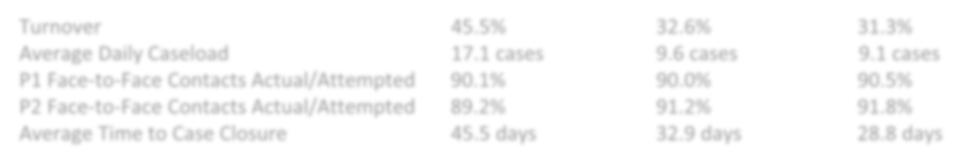 Turnover 45.5% 32.6% 31.3%
Average Daily Caseload 17.1 cases 9.6 cases 9.1 cases
P1 Face-to-Face Contacts Actual/Attempted 90.1% 90.0% 90.5%
P2 Face-to-Face Contacts Actual/Attempted 89.2% 91.2% 91.8%
Average Time to Case Closure 45.5 days 32.9 days 28.8 days